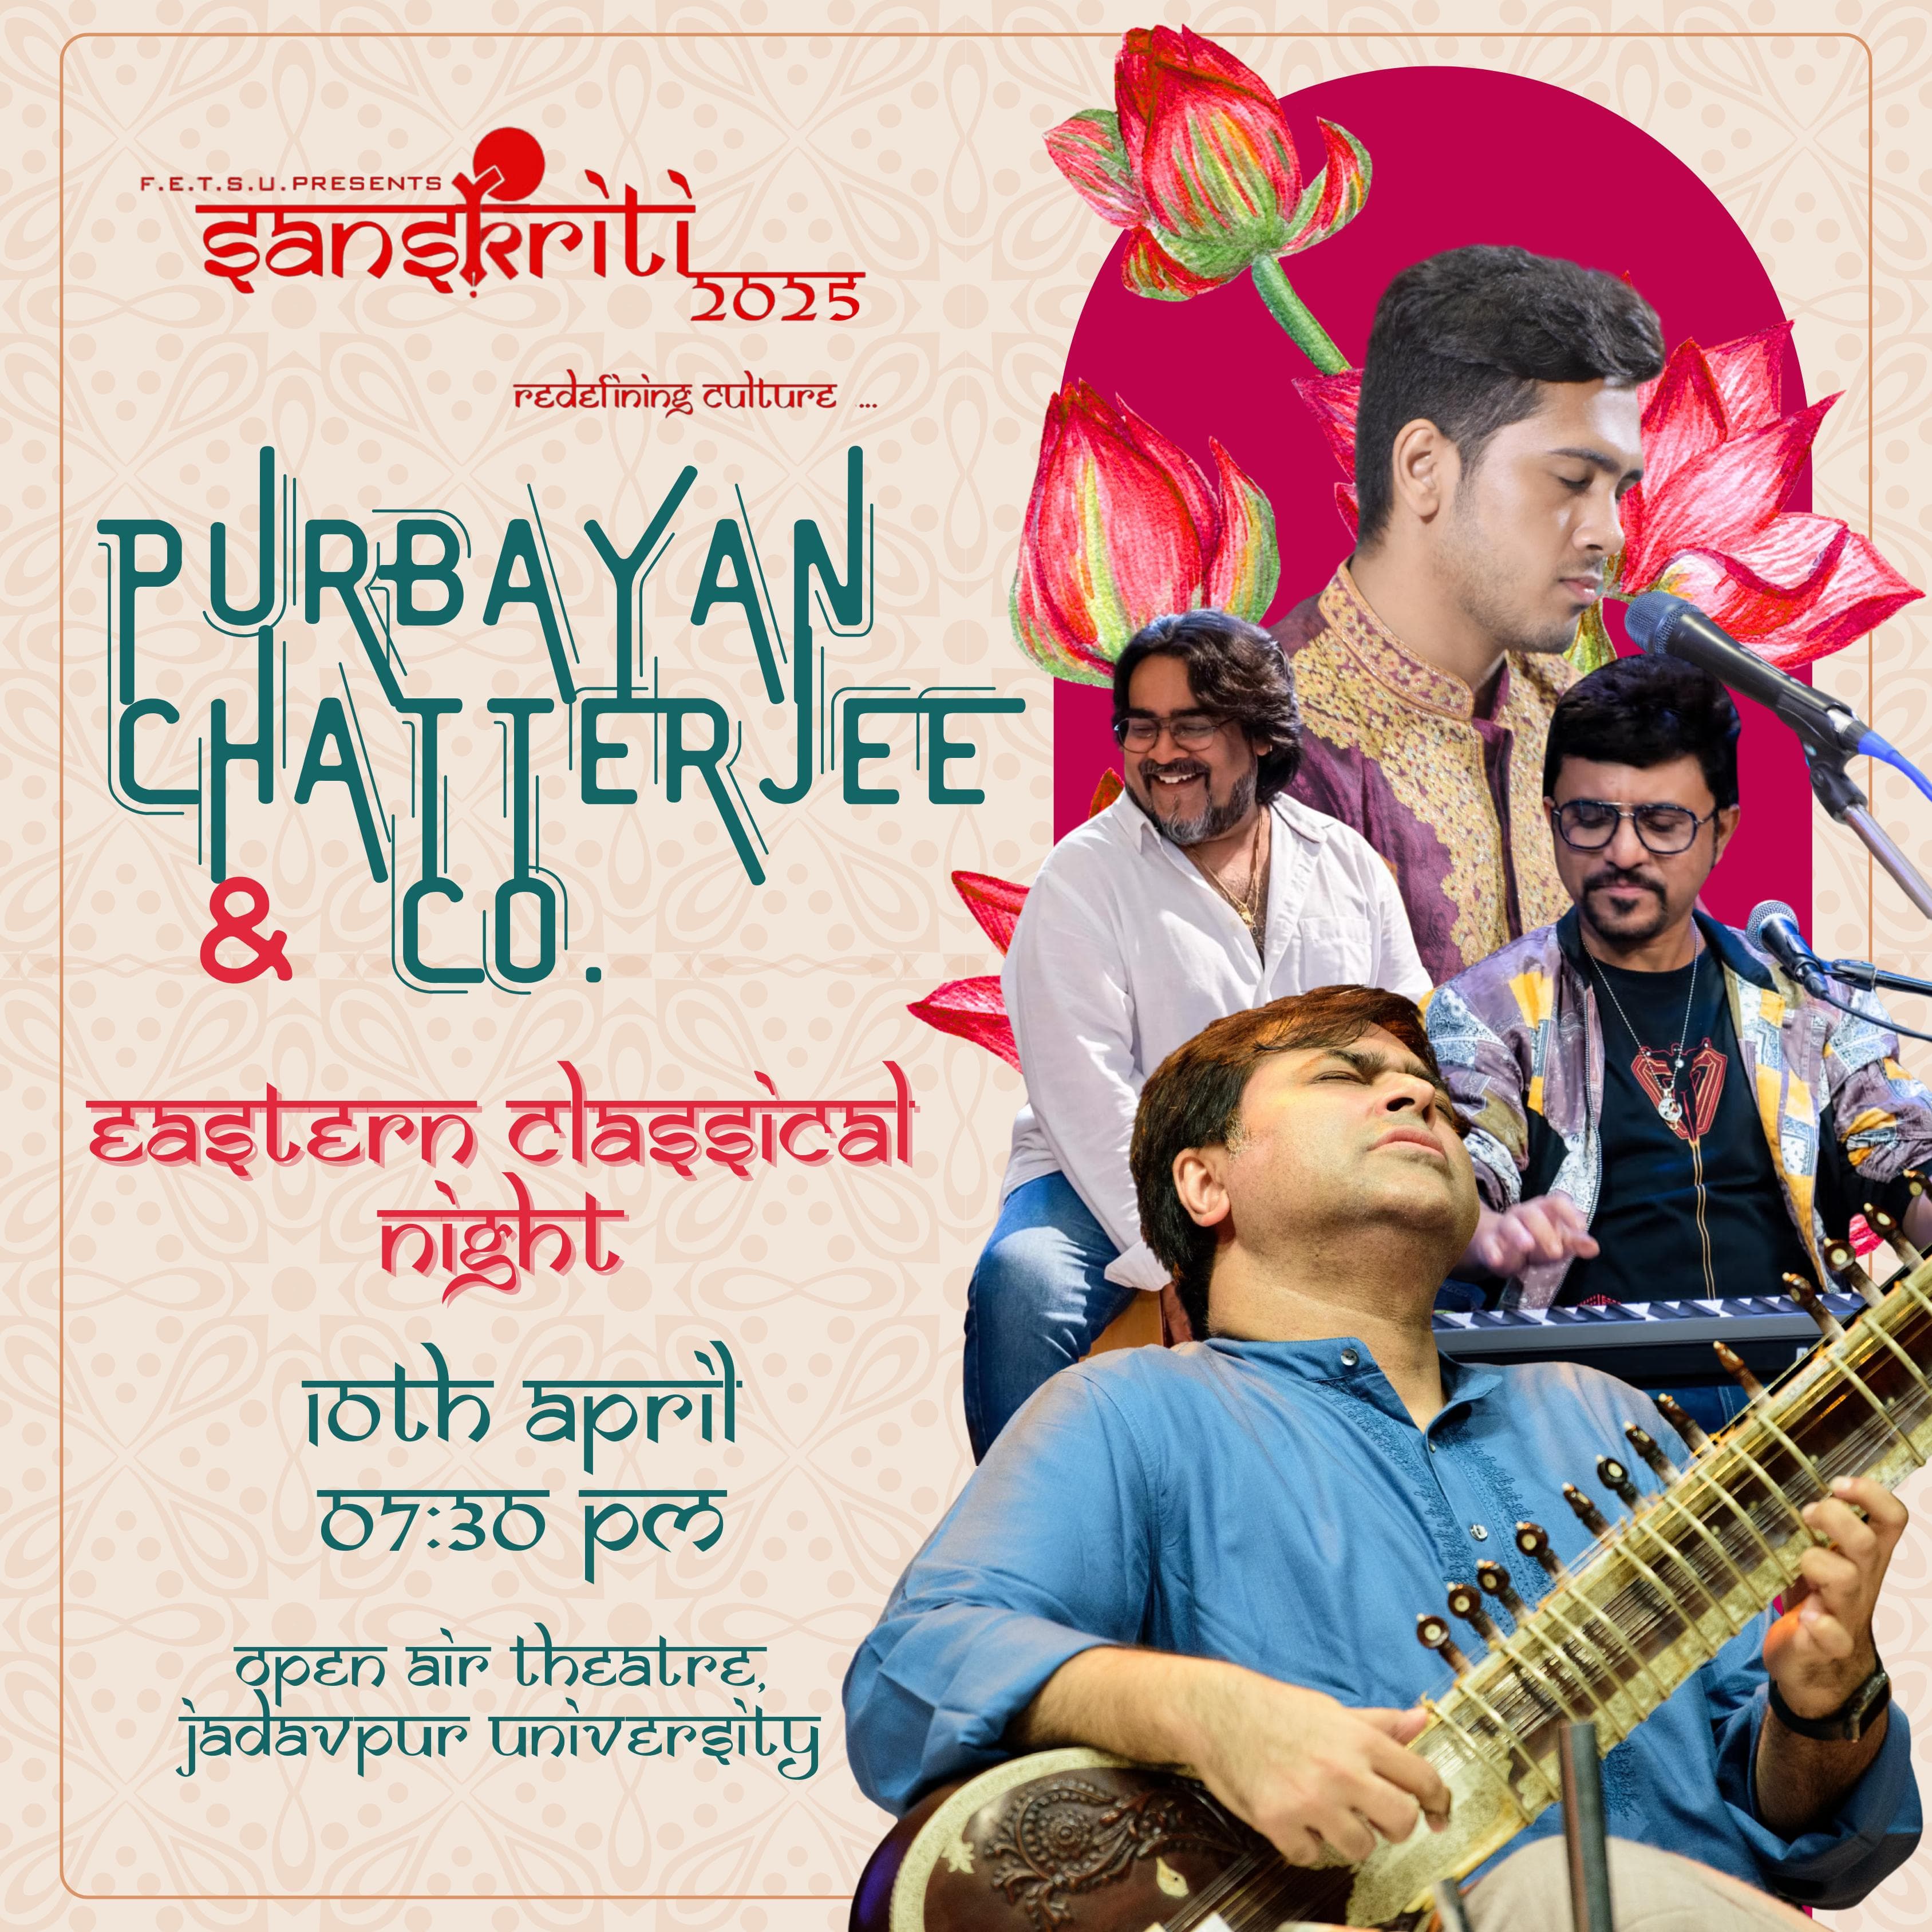 F.E.T.S.U. PRESENTS
sanskriti
2025
redefining culture ...
PURBAYAN
CHATTERJEE
& CO.
eastern classical
night
10th april
07:30 pm
open air theatre,
jadavpur university